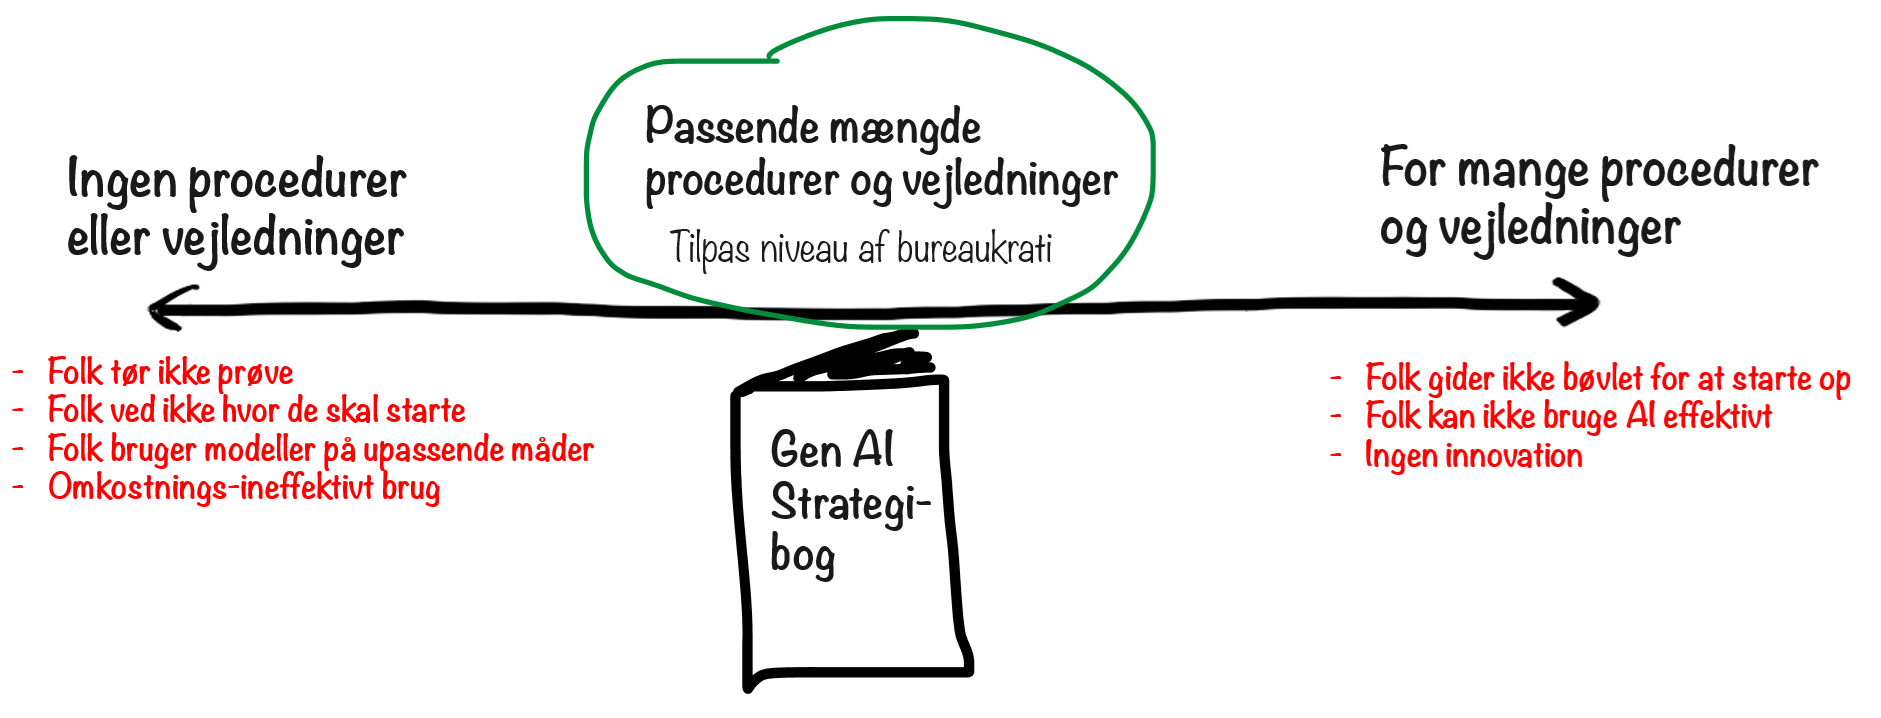 Ingen procedurer
eller vejledninger
Passende mængde
procedurer og vejledninger
Tilpas niveau af bureaukrati
For mange procedurer
og vejledninger
- Folk tør ikke prøve
- Folk ved ikke hvor de skal starte
- Folk bruger modeller på upassende måder
- Omkostnings-ineffektivt brug
Gen AI
Strategi-
bog
- Folk gider ikke bøvlet for at starte op
- Folk kan ikke bruge AI effektivt
- Ingen innovation